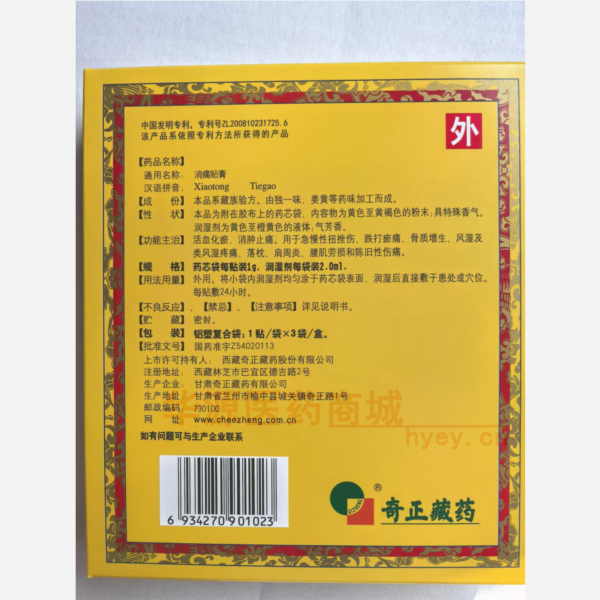 中国发明专利，专利号ZL200810231725.6
该产品系依照专利方法所获得的产品
外
【药品名称】
通用名称：消痛贴膏
汉语拼音：Xiaotong Tiegao
【成 份】本品系藏族验方。由独一味、姜黄等药味加工而成。
【性 状】本品为附在胶布上的药芯袋，内容物为黄色至黄褐色的粉末；具特殊香气。
润湿剂为黄色至橙黄色的液体；气芳香。
【功能主治】活血化瘀、消肿止痛。用于急慢性扭挫伤、跌打瘀痛、骨质增生、风湿及
类风湿疼痛、落枕、肩周炎、腰肌劳损和陈旧性伤痛。
【规 格】药芯袋每贴装1g，润湿剂每袋装2.0ml。
【用法用量】外用。将小袋内润湿剂均匀涂于药芯袋表面，润湿后直接敷于患处或穴位。
每贴敷24小时。
【不良反应】、【禁忌】、【注意事项】详见说明书。
【贮 藏】密封。
【包 装】铝塑复合袋；1贴/袋×3袋/盒。
【批准文号】国药准字Z54020113
上市许可持有人：西藏奇正藏药股份有限公司
注册地址：西藏林芝市巴宜区德吉路2号
生产企业：甘肃奇正藏药有限公司
生产地址：甘肃省兰州市榆中县城关镇奇正路1号
邮政编码：730100
网 址：www.cheezheng.com.cn
如有问题可与生产企业联系
华源医药商城
hyey.c
6 934270 901023
CHEEZHENG
®
奇正藏药